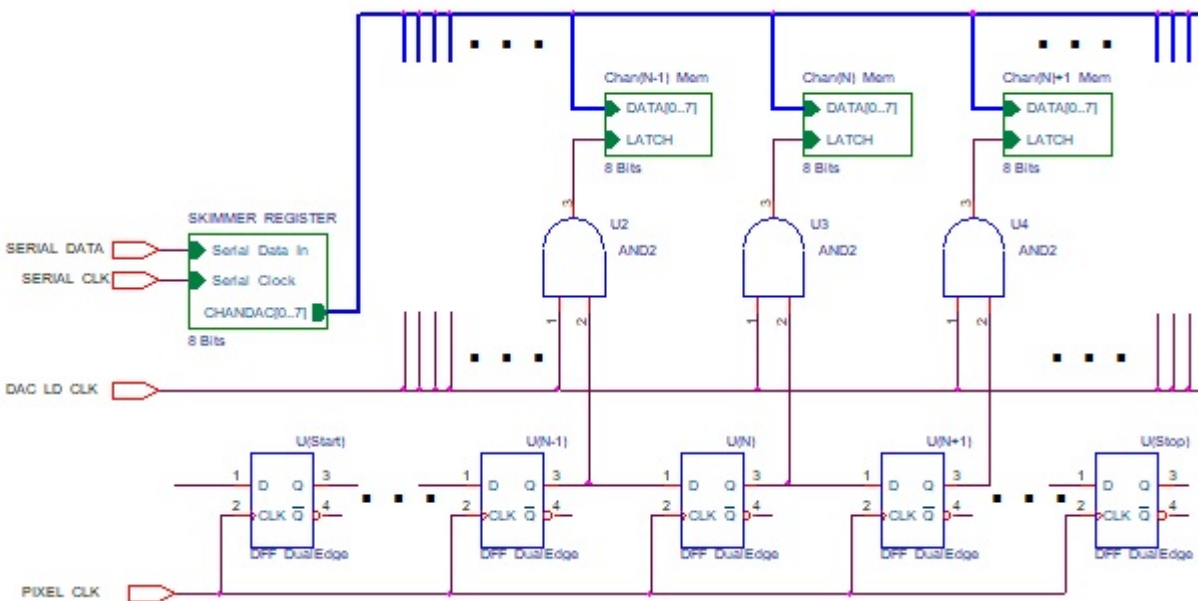 Chan(N-1) Mem
Chan(N) Mem
Chan(N)+1 Mem
DATA[0..7]
DATA[0..7]
DATA[0..7]
LATCH
LATCH
LATCH
8 Bits
8 Bits
8 Bits
3
3
3
SKIMMER REGISTER
U2
U3
U4
SERIAL DATA
Serial Data In
AND2
AND2
AND2
SERIAL CLK
Serial Clock
CHANDAC[0..7]
1
2
1
2
1
2
8 Bits
DAC LD CLK
U(Start)
U(N-1)
U(N)
U(N+1)
U(Stop)
1 D Q 3
1 D Q 3
1 D Q 3
1 D Q 3
1 D Q 3
2 CLK Q 4
2 CLK Q 4
2 CLK Q 4
2 CLK Q 4
2 CLK Q 4
DFF DualEdge
DFF DualEdge
DFF DualEdge
DFF DualEdge
DFF DualEdge
PIXEL CLK